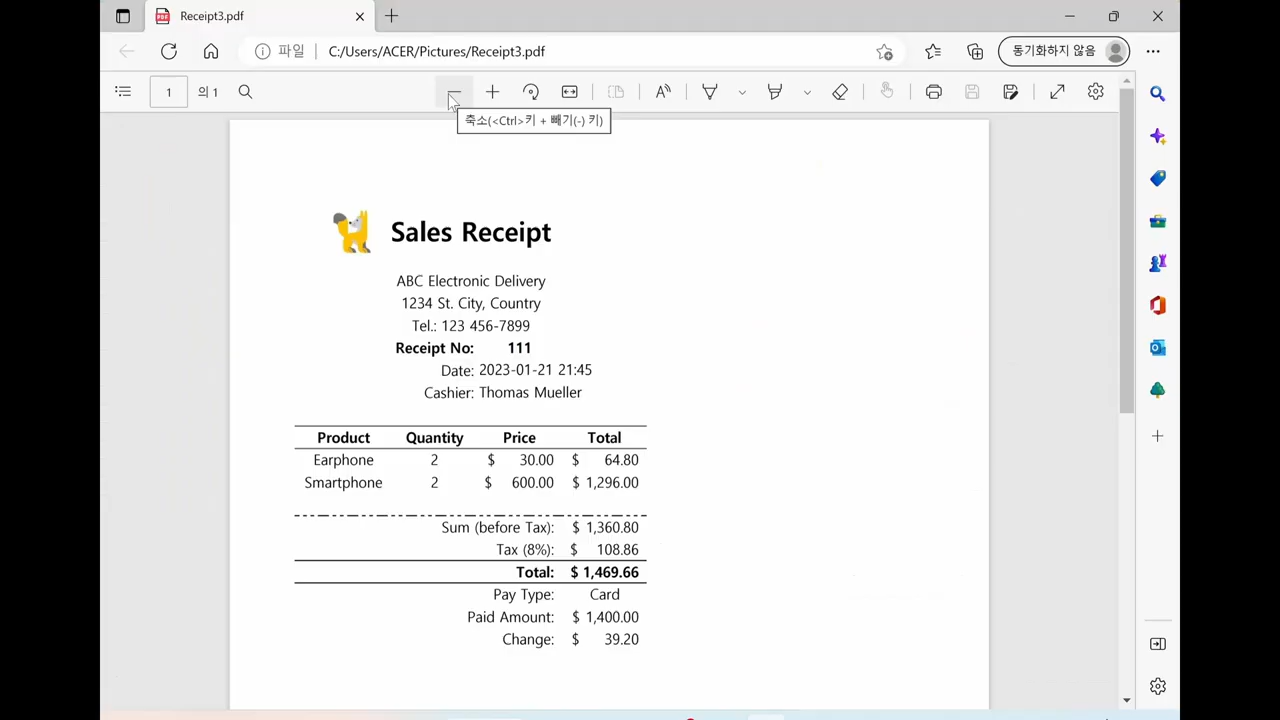 Receipt3.pdf
파일 C:/Users/ACER/Pictures/Receipt3.pdf 동기화하지 않음
1 의 1
축소(<Ctrl>키 + 빼기(-) 키)
Sales Receipt
ABC Electronic Delivery
1234 St. City, Country
Tel.: 123 456-7899
Receipt No: 111
Date: 2023-01-21 21:45
Cashier: Thomas Mueller
Product Quantity Price Total
Earphone 2 $ 30.00 $ 64.80
Smartphone 2 $ 600.00 $ 1,296.00
Sum (before Tax): $ 1,360.80
Tax (8%): $ 108.86
Total: $ 1,469.66
Pay Type: Card
Paid Amount: $ 1,400.00
Change: $ 39.20